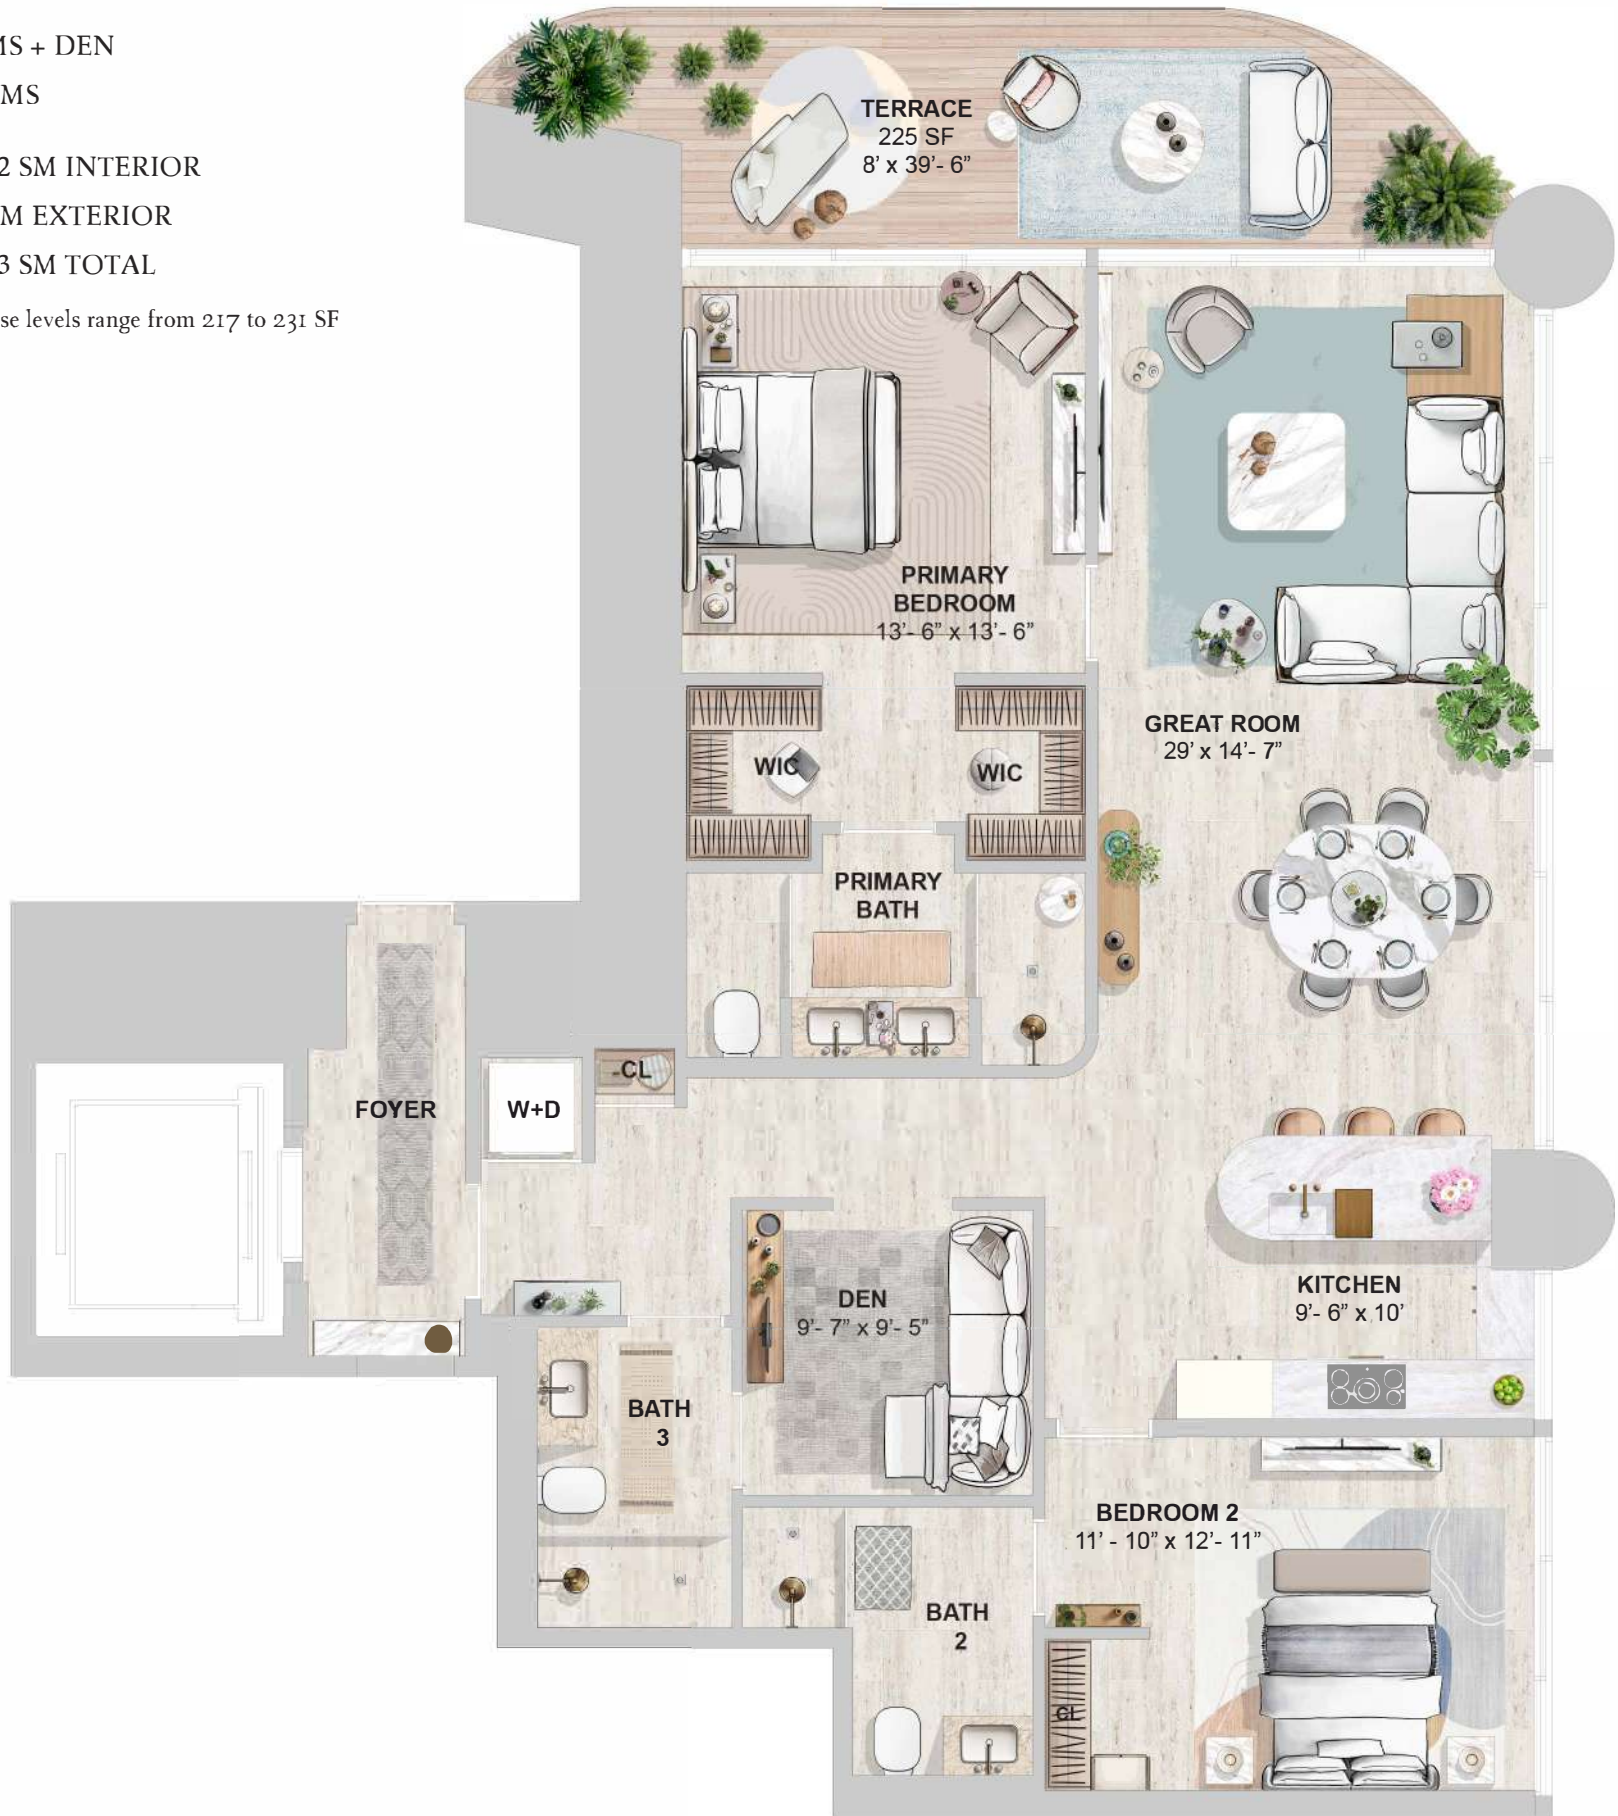 MS + DEN
MS
2 SM INTERIOR
M EXTERIOR
3 SM TOTAL
se levels range from 217 to 231 SF
TERRACE
225 SF
8’ x 39’- 6”
PRIMARY
BEDROOM
13’- 6” x 13’- 6”
GREAT ROOM
29’ x 14’- 7”
WIC
WIC
PRIMARY
BATH
CL
FOYER
W+D
DEN
9’- 7” x 9’- 5”
KITCHEN
9’- 6” x 10’
BATH
3
BEDROOM 2
11’ - 10” x 12’- 11”
BATH
2
CL